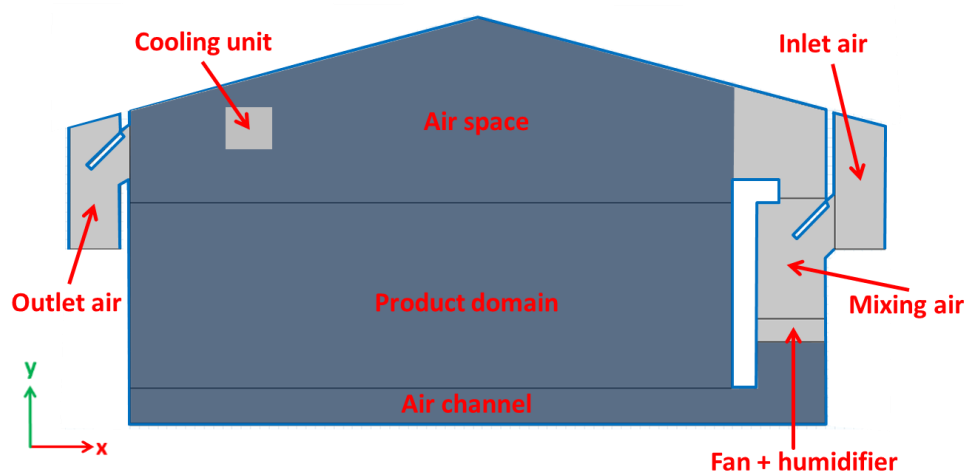 Cooling unit
Inlet air
Air space
Outlet air
Product domain
Mixing air
y
Air channel
x
Fan + humidifier